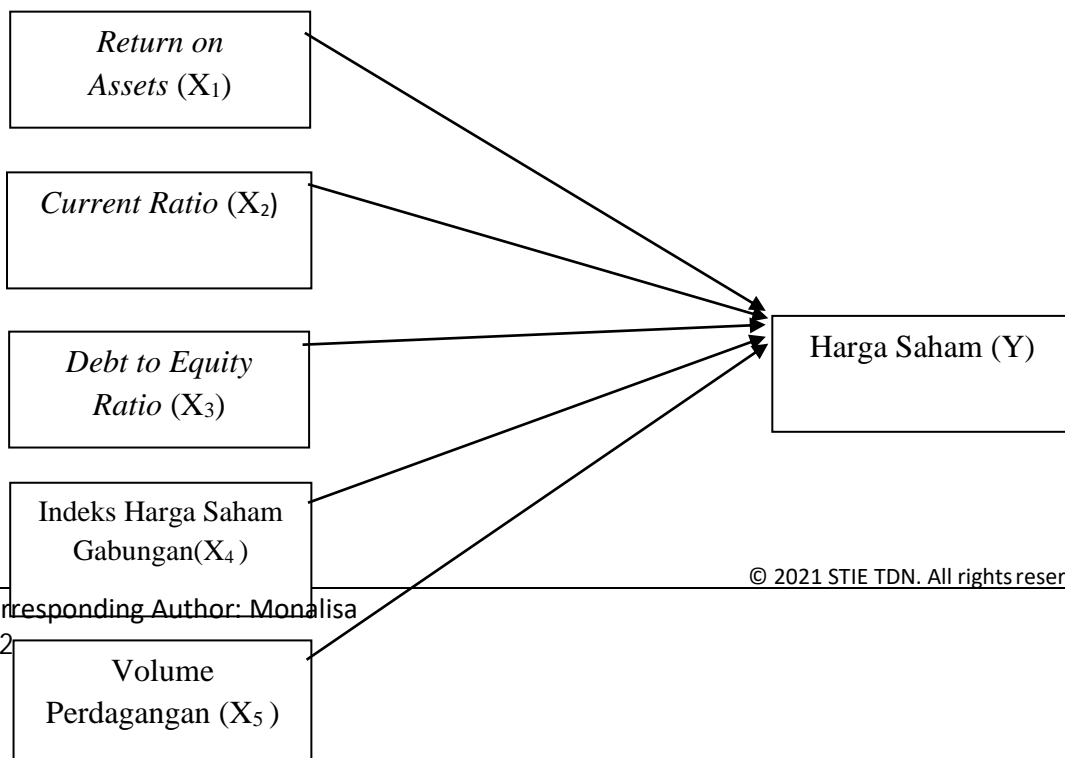 Return on
Assets (X₁)
Current Ratio (X₂)
Debt to Equity
Ratio (X₃)
Harga Saham (Y)
Indeks Harga Saham
Gabungan(X₄ )
© 2021 STIE TDN. All rights reser
rresponding Author: Monalisa
2
Volume
Perdagangan (X₅ )